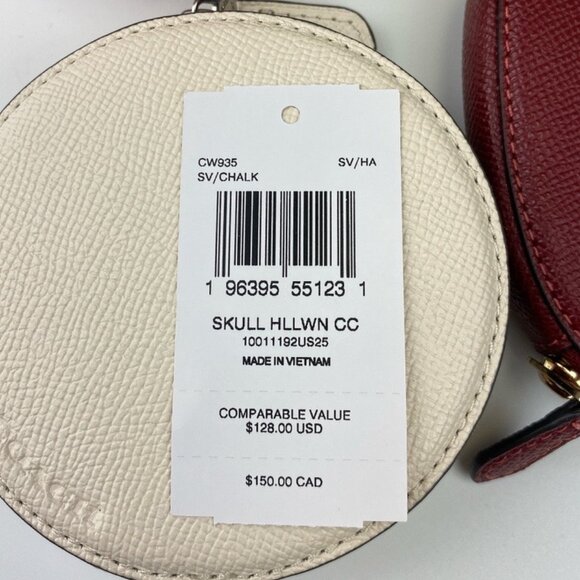 CW935 SV/HA
SV/CHALK
1 96395 55123 1
SKULL HLLWN CC
10011192US25
MADE IN VIETNAM
COMPARABLE VALUE
$128.00 USD
$150.00 CAD
COACH